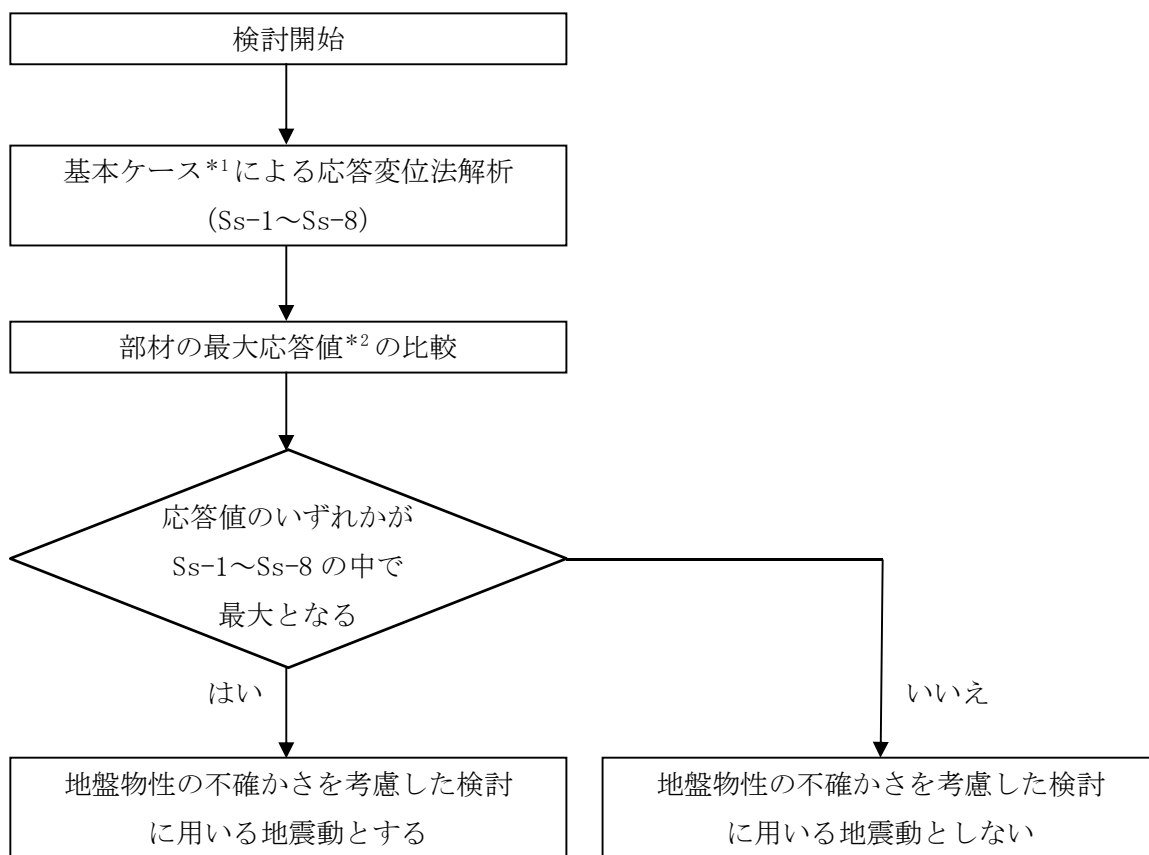 検討開始
基本ケース*1による応答変位法解析
(Ss-1～Ss-8)
部材の最大応答値*2の比較
応答値のいずれかが
Ss-1～Ss-8 の中で
最大となる
はい
いいえ
地盤物性の不確かさを考慮した検討
に用いる地震動とする
地盤物性の不確かさを考慮した検討
に用いる地震動としない